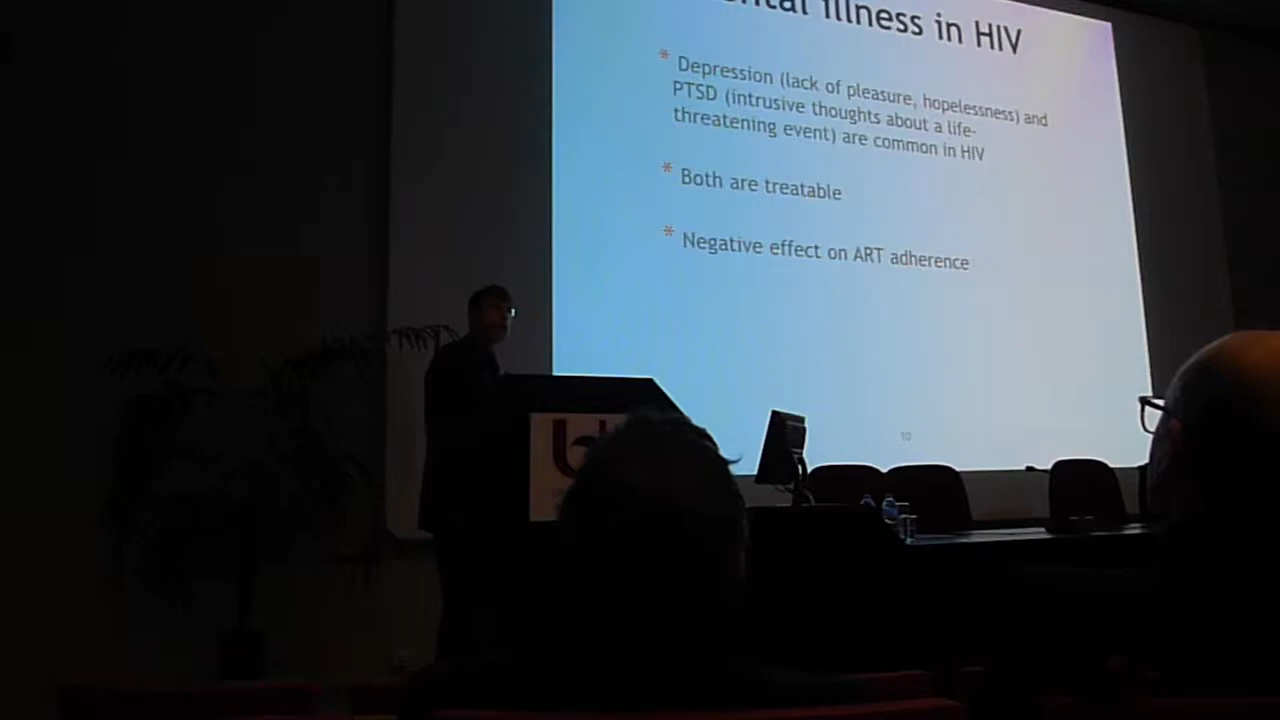 ental illness in HIV
* Depression (lack of pleasure, hopelessness) and
PTSD (intrusive thoughts about a life-
threatening event) are common in HIV
* Both are treatable
* Negative effect on ART adherence
10
U